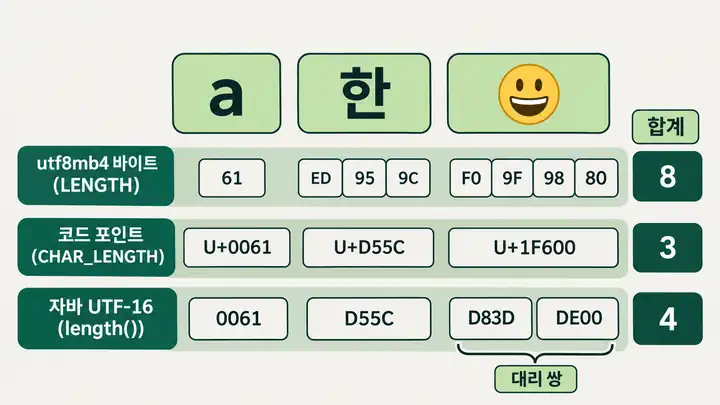 a 한 😃
합계
utf8mb4 바이트
(LENGTH)
61 ED 95 9C F0 9F 98 80 8
코드 포인트
(CHAR_LENGTH)
U+0061 U+D55C U+1F600 3
자바 UTF-16
(length())
0061 D55C D83D DE00 4
대리 쌍